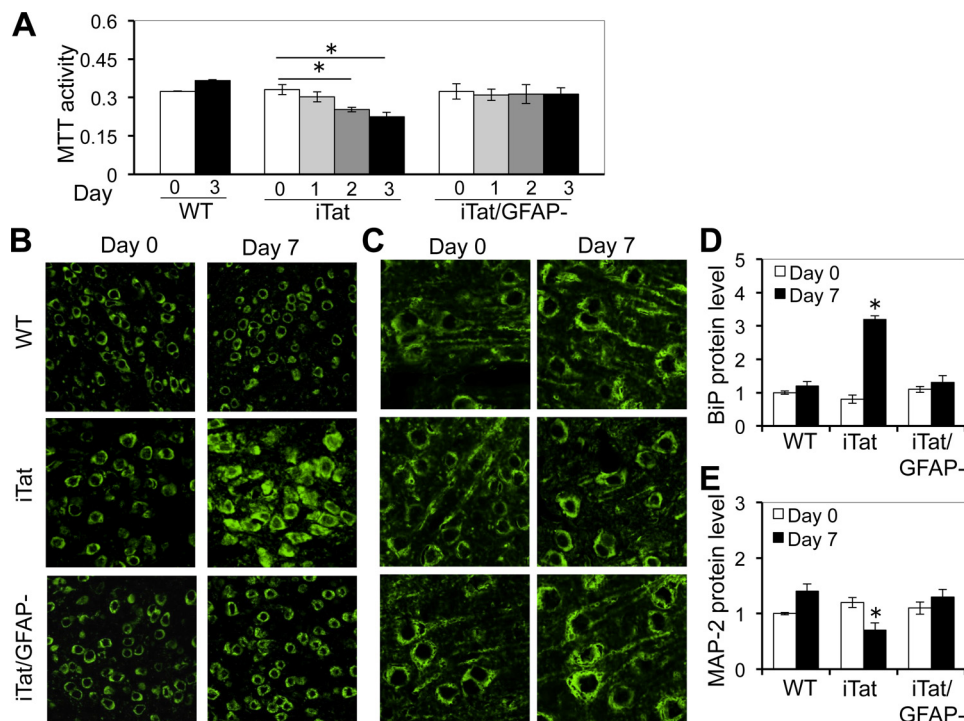 A
MTT activity
0.6
0.45
0.3
0.15
0
*
*
Day
0 3 0 1 2 3 0 1 2 3
WT iTat iTat/GFAP-
B
Day 0 Day 7
C
Day 0 Day 7
WT
iTat
iTat/GFAP-
D
BiP protein level
5
4
3
2
1
0
Day 0
Day 7
*
WT iTat iTat/
GFAP-
E
MAP-2 protein level
3
2
1
0
Day 0
Day 7
*
WT iTat iTat/
GFAP-